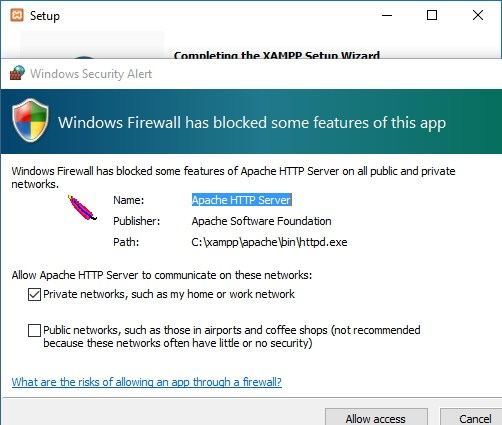 Setup
Completing the XAMPP Setup Wizard
Windows Security Alert
Windows Firewall has blocked some features of this app
Windows Firewall has blocked some features of Apache HTTP Server on all public and private
networks.
Name: Apache HTTP Server
Publisher: Apache Software Foundation
Path: C:\xampp\apache\bin\httpd.exe
Allow Apache HTTP Server to communicate on these networks:
Private networks, such as my home or work network
Public networks, such as those in airports and coffee shops (not recommended
because these networks often have little or no security)
What are the risks of allowing an app through a firewall?
Allow access Cancel